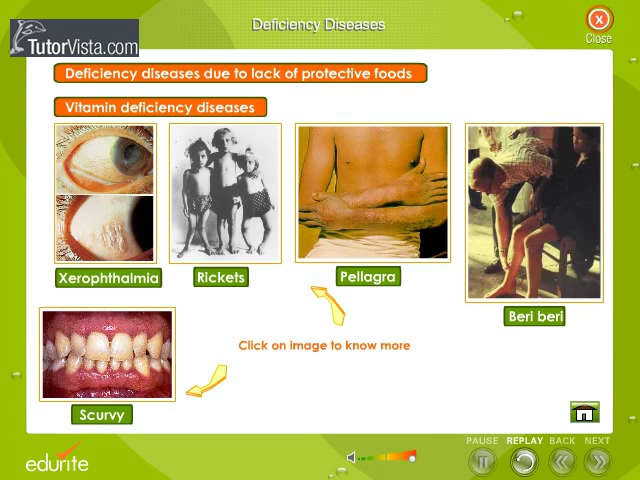 Deficiency Diseases
X
Close
TutorVista.com
Deficiency diseases due to lack of protective foods
Vitamin deficiency diseases
Xerophthalmia
Rickets
Pellagra
Beri beri
Click on image to know more
Scurvy
PAUSE REPLAY BACK NEXT
edurite